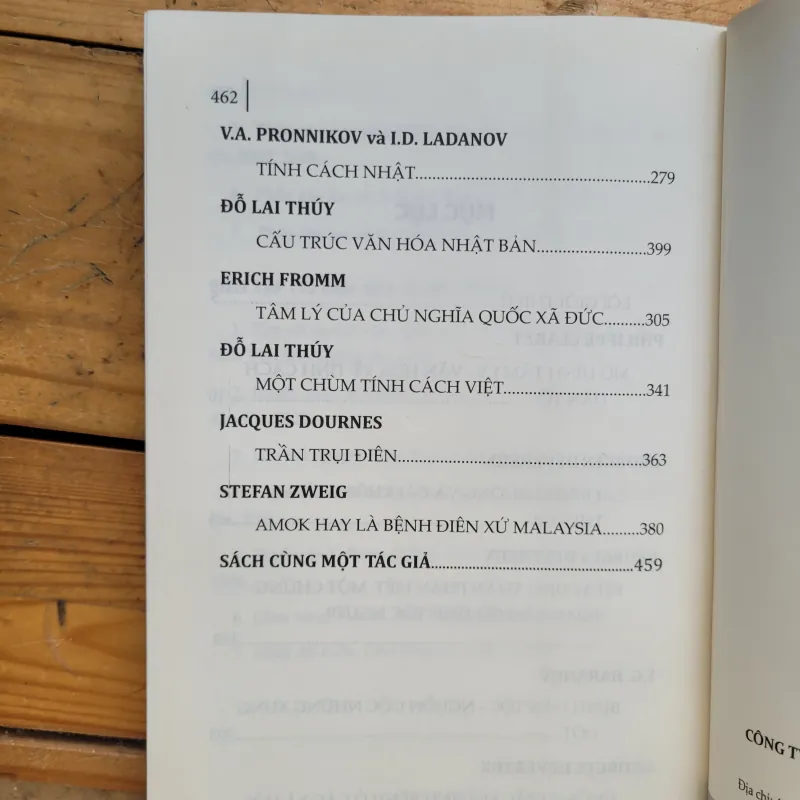 462
V.A. PRONNIKOV và I.D. LADANOV
TÍNH CÁCH NHẬT..........................................................279
ĐỖ LAI THÚY
CẤU TRÚC VĂN HÓA NHẬT BẢN...........................399
ERICH FROMM
TÂM LÝ CỦA CHỦ NGHĨA QUỐC XÃ ĐỨC..........305
ĐỖ LAI THÚY
MỘT CHÙM TÍNH CÁCH VIỆT.................................341
JACQUES DOURNES
TRẦN TRỤI ĐIÊN.................................................363
STEFAN ZWEIG
AMOK HAY LÀ BỆNH ĐIÊN XỨ MALAYSIA.........380
SÁCH CÙNG MỘT TÁC GIẢ........................................459
CÔNG
Địa chỉ: